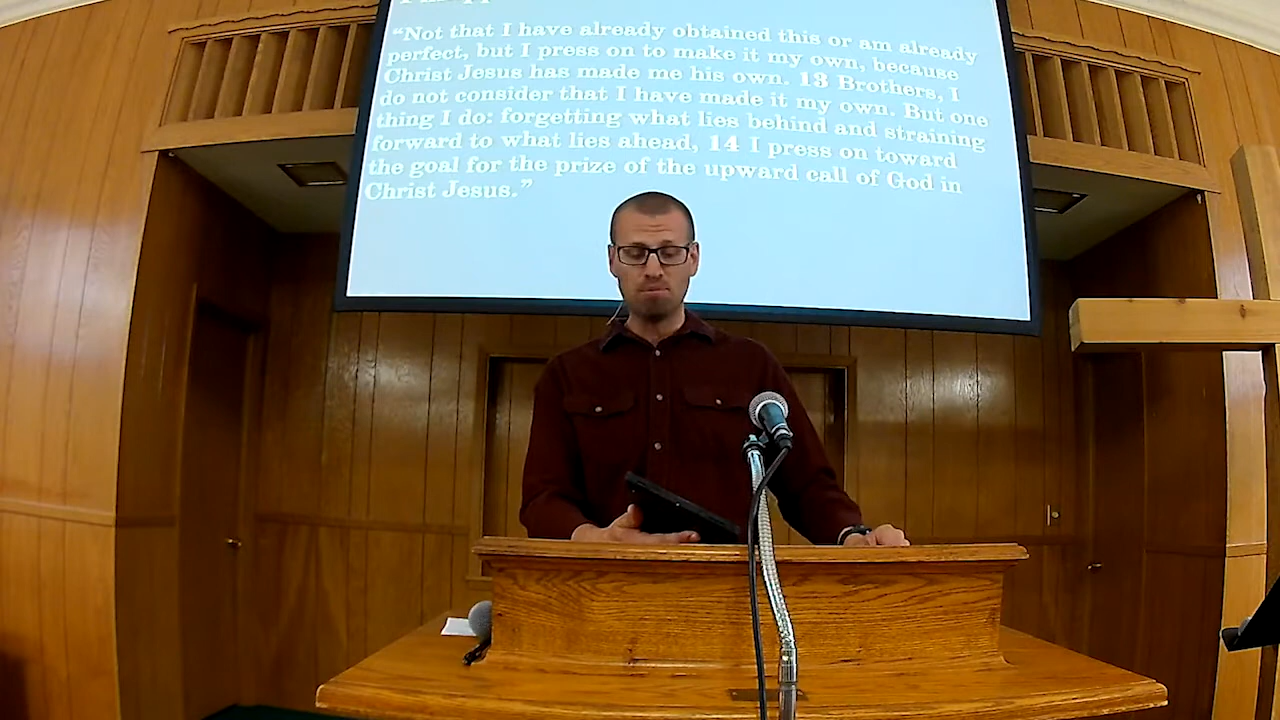 “Not that I have already obtained this or am already
perfect, but I press on to make it my own, because
Christ Jesus has made me his own. 13 Brothers, I
do not consider that I have made it my own. But one
thing I do: forgetting what lies behind and straining
forward to what lies ahead, 14 I press on toward
the goal for the prize of the upward call of God in
Christ Jesus.”